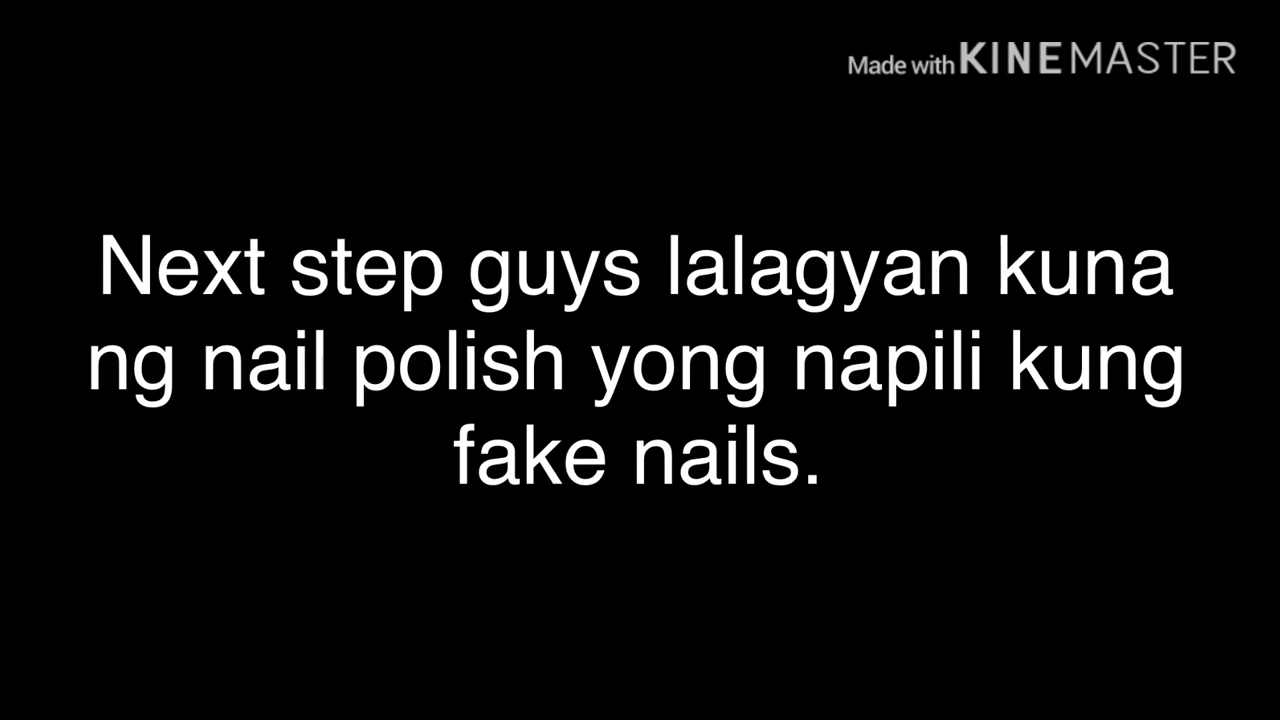 Made with KINEMASTER
Next step guys lalagyan kuna
ng nail polish yong napili kung
fake nails.